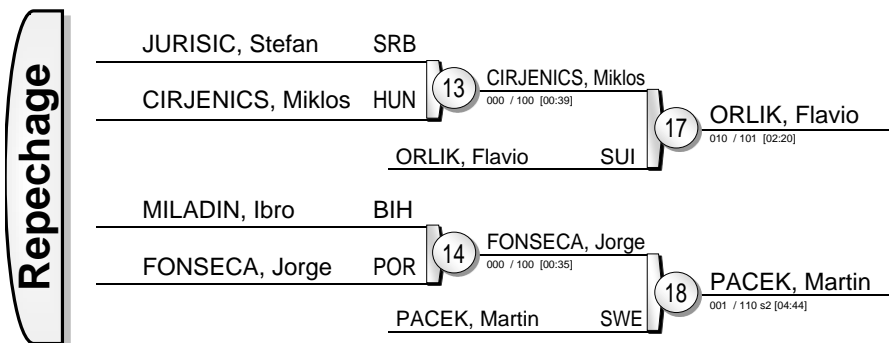 Repechage
JURISIC, Stefan SRB
CIRJENICS, Miklos HUN
13
CIRJENICS, Miklos
000 / 100 [00:39]
ORLIK, Flavio SUI
17
ORLIK, Flavio
010 / 101 [02:20]
MILADIN, Ibro BIH
FONSECA, Jorge POR
14
FONSECA, Jorge
000 / 100 [00:35]
PACEK, Martin SWE
18
PACEK, Martin
001 / 110 s2 [04:44]